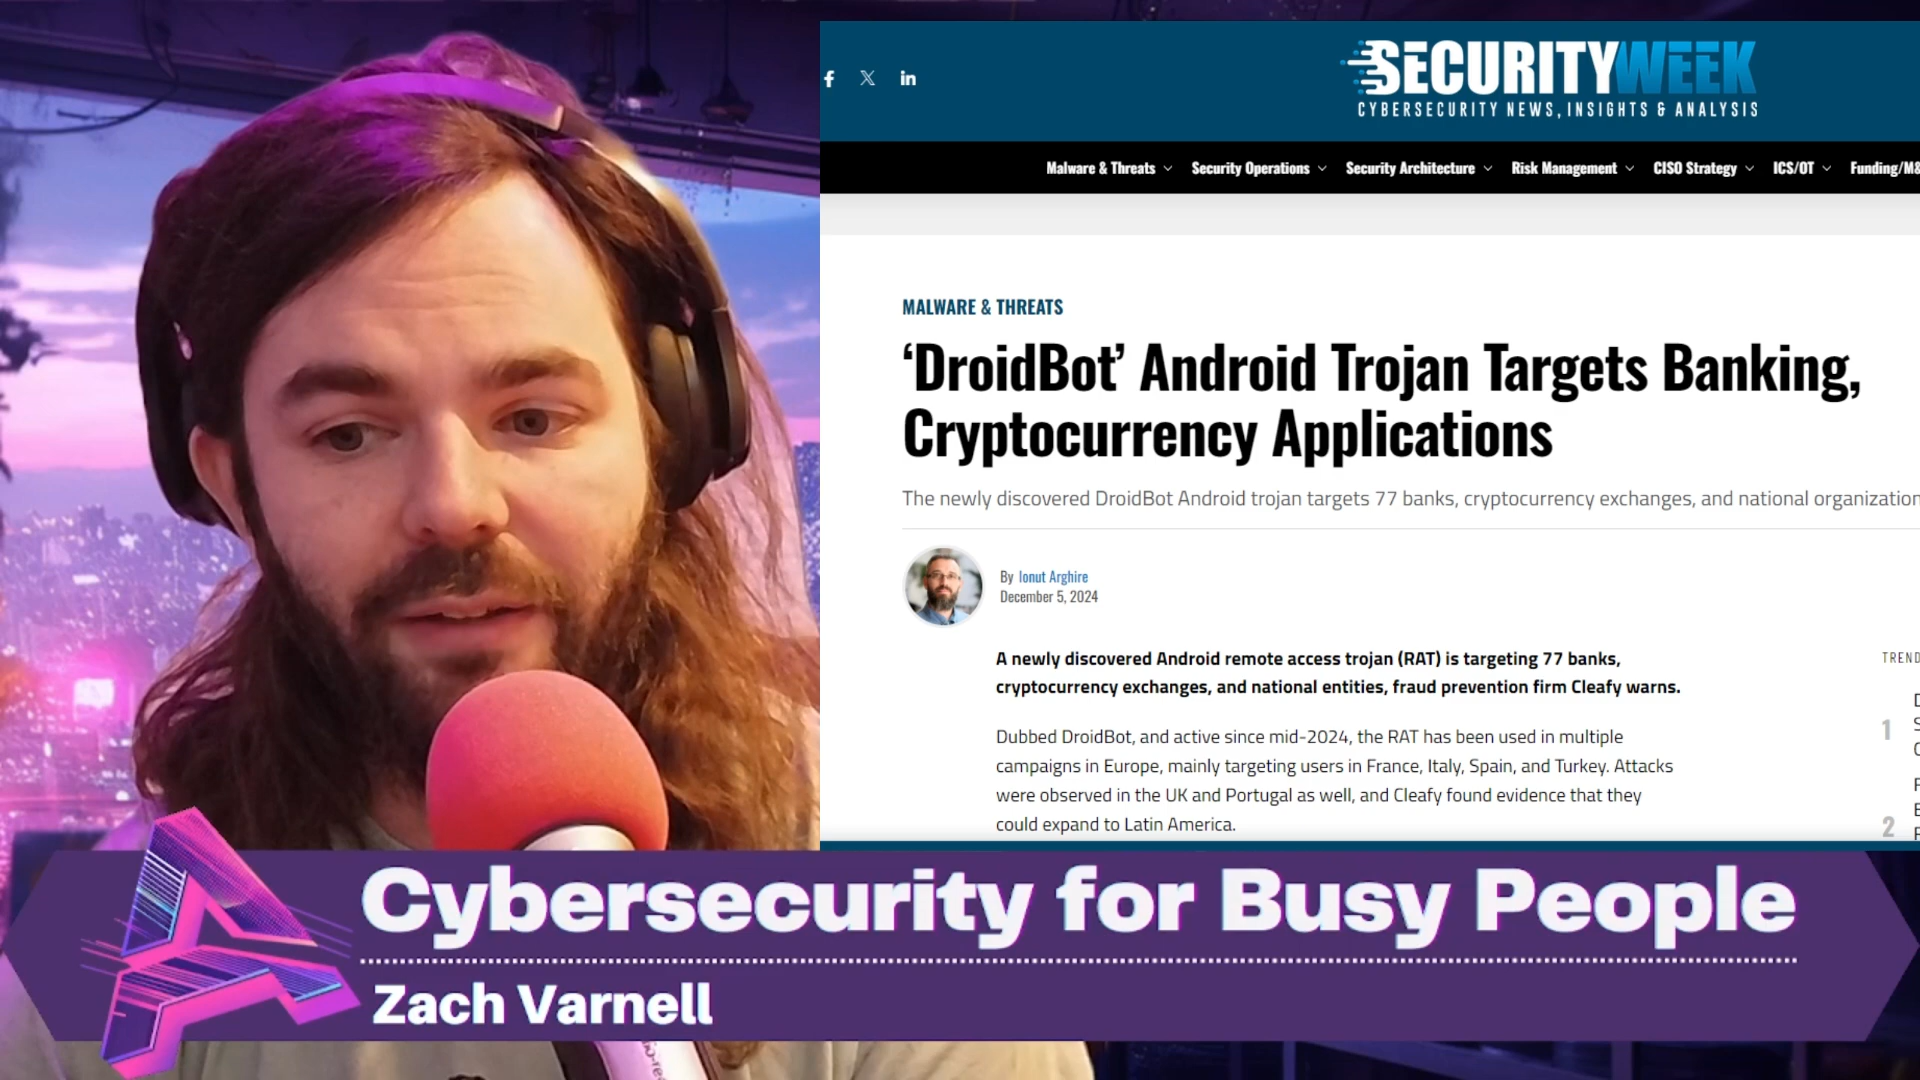 SECURITYWEEK
CYBERSECURITY NEWS, INSIGHTS & ANALYSIS
Malware & Threats Security Operations Security Architecture Risk Management CISO Strategy ICS/OT
MALWARE & THREATS
‘DroidBot’ Android Trojan Targets Banking,
Cryptocurrency Applications
The newly discovered DroidBot Android trojan targets 77 banks, cryptocurrency exchanges, and national
By Ionut Arghire
December 5, 2024
A newly discovered Android remote access trojan (RAT) is targeting 77 banks,
cryptocurrency exchanges, and national entities, fraud prevention firm Cleafy warns.
Dubbed DroidBot, and active since mid-2024, the RAT has been used in multiple
campaigns in Europe, mainly targeting users in France, Italy, Spain, and Turkey. Attacks
were observed in the UK and Portugal as well, and Cleafy found evidence that they
could expand to Latin America.
1
2
Cybersecurity for Busy People
Zach Varnell